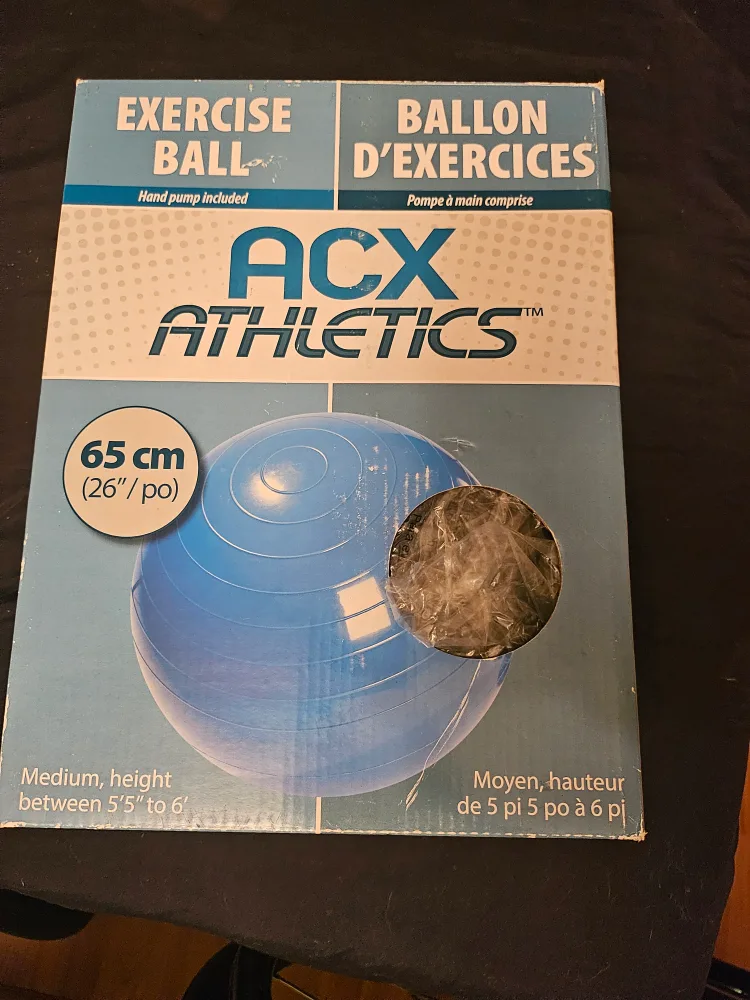 EXERCISE
BALL
Hand pump included
BALLON
D'EXERCICES
Pompe à main comprise
ACX
ATHLETICS™
65 cm
(26"/po)
Medium, height
between 5'5" to 6'
Moyen, hauteur
de 5 pi 5 po à 6 pi